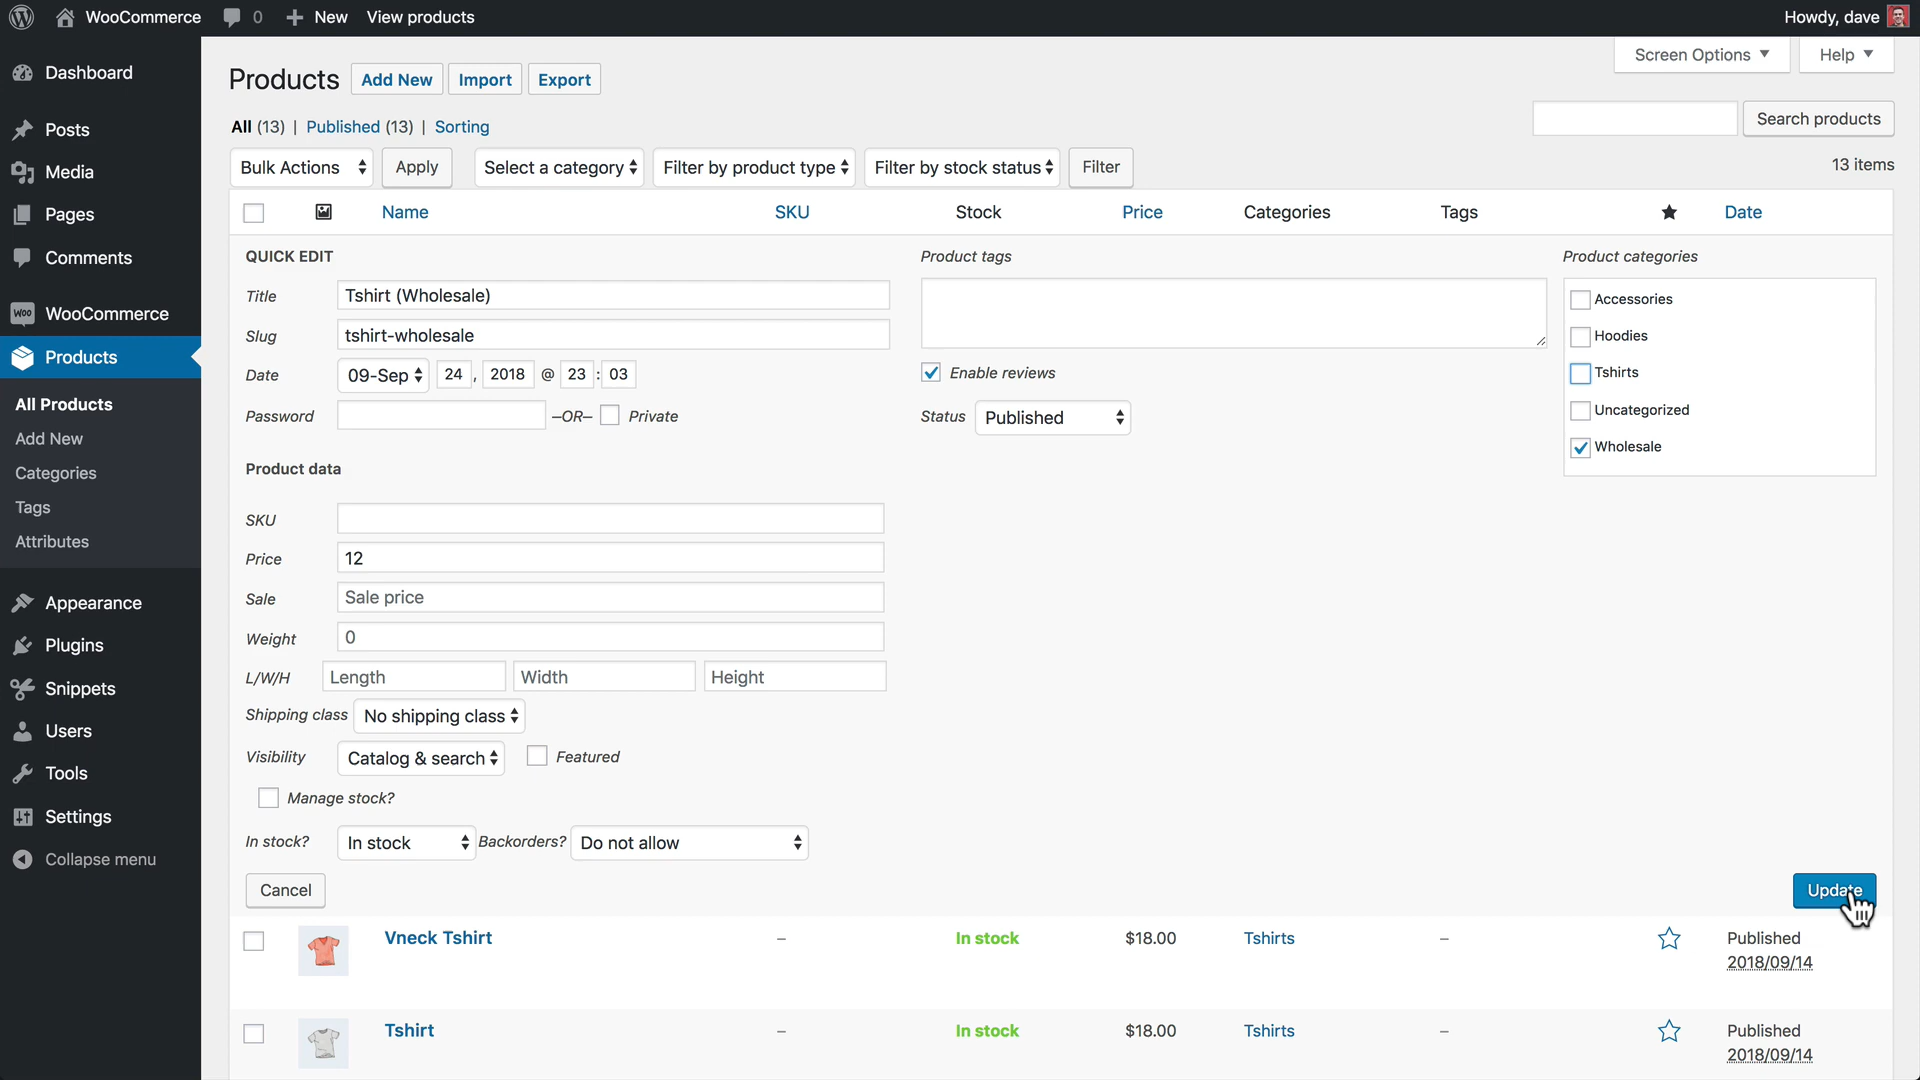 WooCommerce 0 New View products Howdy, dave
Screen Options Help
Dashboard
Posts
Media
Pages
Comments
WooCommerce
Products
All Products
Add New
Categories
Tags
Attributes
Appearance
Plugins
Snippets
Users
Tools
Settings
Collapse menu
Products Add New Import Export
All (13) | Published (13) | Sorting
Search products
Bulk Actions Apply Select a category Filter by product type Filter by stock status Filter 13 items
Name SKU Stock Price Categories Tags Date
QUICK EDIT
Title Tshirt (Wholesale)
Slug tshirt-wholesale
Date 09-Sep 24 , 2018 @ 23 : 03
Password –OR– Private
Product tags
Enable reviews
Status Published
Product categories
Accessories
Hoodies
Tshirts
Uncategorized
Wholesale
Product data
SKU
Price 12
Sale Sale price
Weight 0
L/W/H Length Width Height
Shipping class No shipping class
Visibility Catalog & search Featured
Manage stock?
In stock? In stock Backorders? Do not allow
Cancel Update
Vneck Tshirt – In stock $18.00 Tshirts – Published
2018/09/14
Tshirt – In stock $18.00 Tshirts – Published
2018/09/14